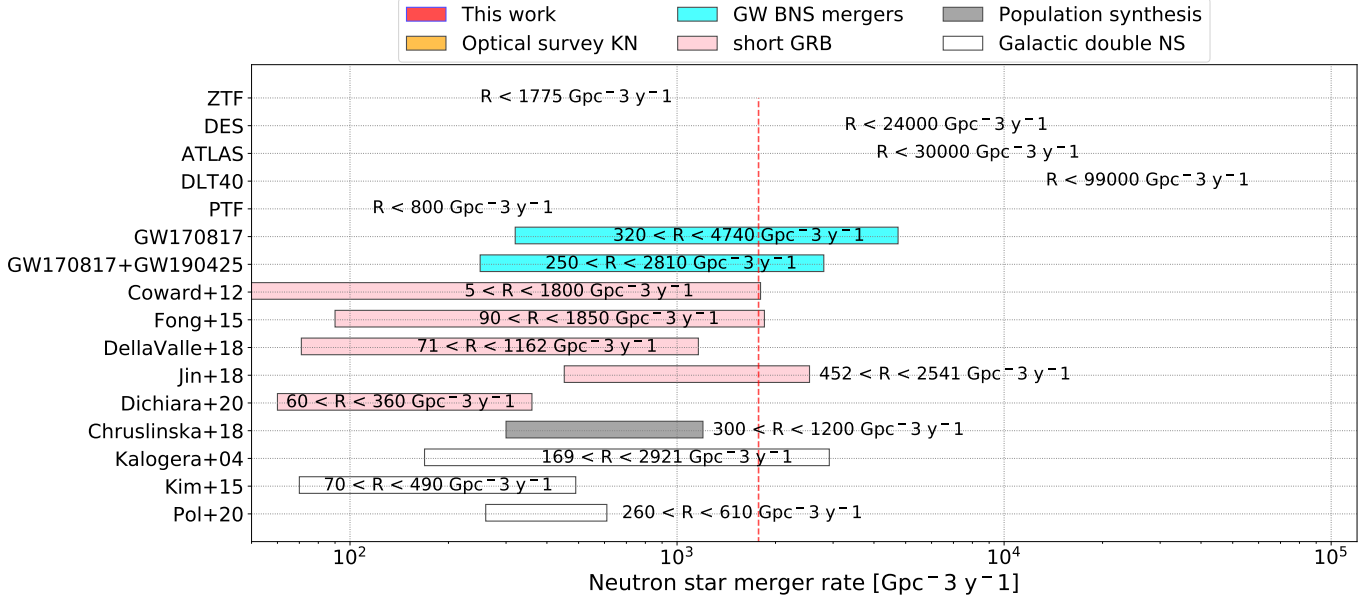 This work
GW BNS mergers
Population synthesis
Optical survey KN
short GRB
Galactic double NS
ZTF R < 1775 Gpc⁻3 y⁻1
DES R < 24000 Gpc⁻3 y⁻1
ATLAS R < 30000 Gpc⁻3 y⁻1
DLT40 R < 99000 Gpc⁻3 y⁻1
PTF R < 800 Gpc⁻3 y⁻1
GW170817 320 < R < 4740 Gpc⁻3 y⁻1
GW170817+GW190425 250 < R < 2810 Gpc⁻3 y⁻1
Coward+12 5 < R < 1800 Gpc⁻3 y⁻1
Fong+15 90 < R < 1850 Gpc⁻3 y⁻1
DellaValle+18 71 < R < 1162 Gpc⁻3 y⁻1
Jin+18 452 < R < 2541 Gpc⁻3 y⁻1
Dichiara+20 60 < R < 360 Gpc⁻3 y⁻1
Chruslinska+18 300 < R < 1200 Gpc⁻3 y⁻1
Kalogera+04 169 < R < 2921 Gpc⁻3 y⁻1
Kim+15 70 < R < 490 Gpc⁻3 y⁻1
Pol+20 260 < R < 610 Gpc⁻3 y⁻1
10² 10³ 10⁴ 10⁵
Neutron star merger rate [Gpc⁻3 y⁻1]